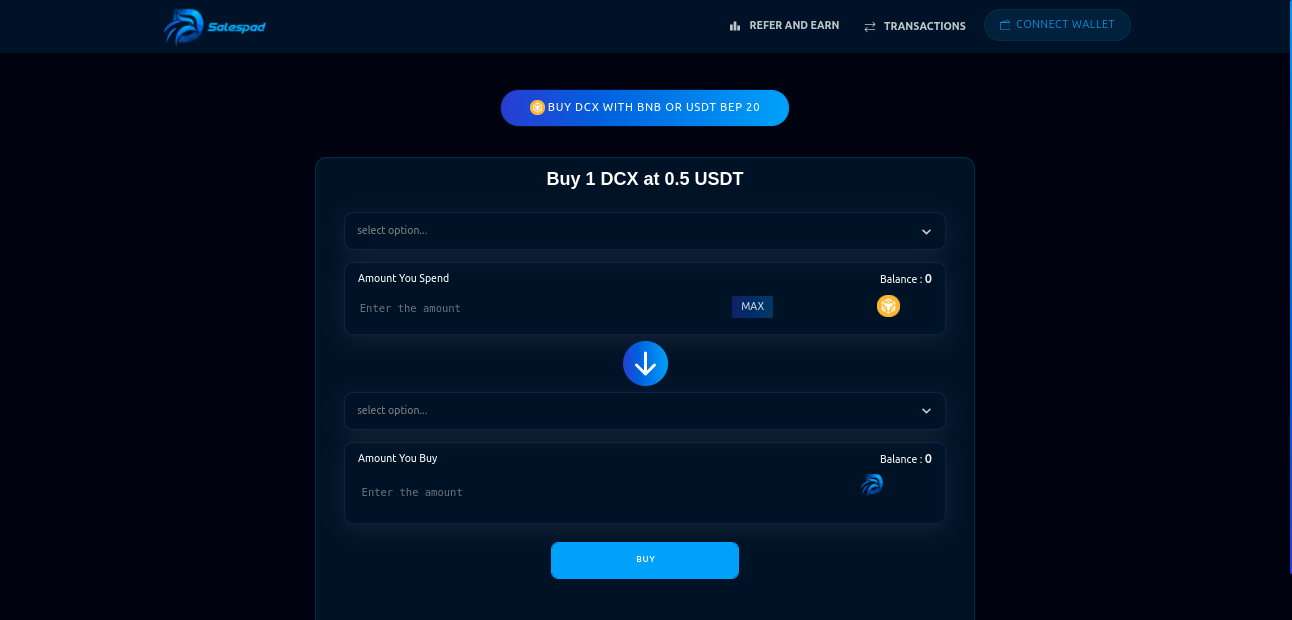 Salespad
REFER AND EARN
TRANSACTIONS
CONNECT WALLET
BUY DCX WITH BNB OR USDT BEP 20
Buy 1 DCX at 0.5 USDT
select option...
Amount You Spend
Balance : 0
Enter the amount
MAX
select option...
Amount You Buy
Balance : 0
Enter the amount
BUY